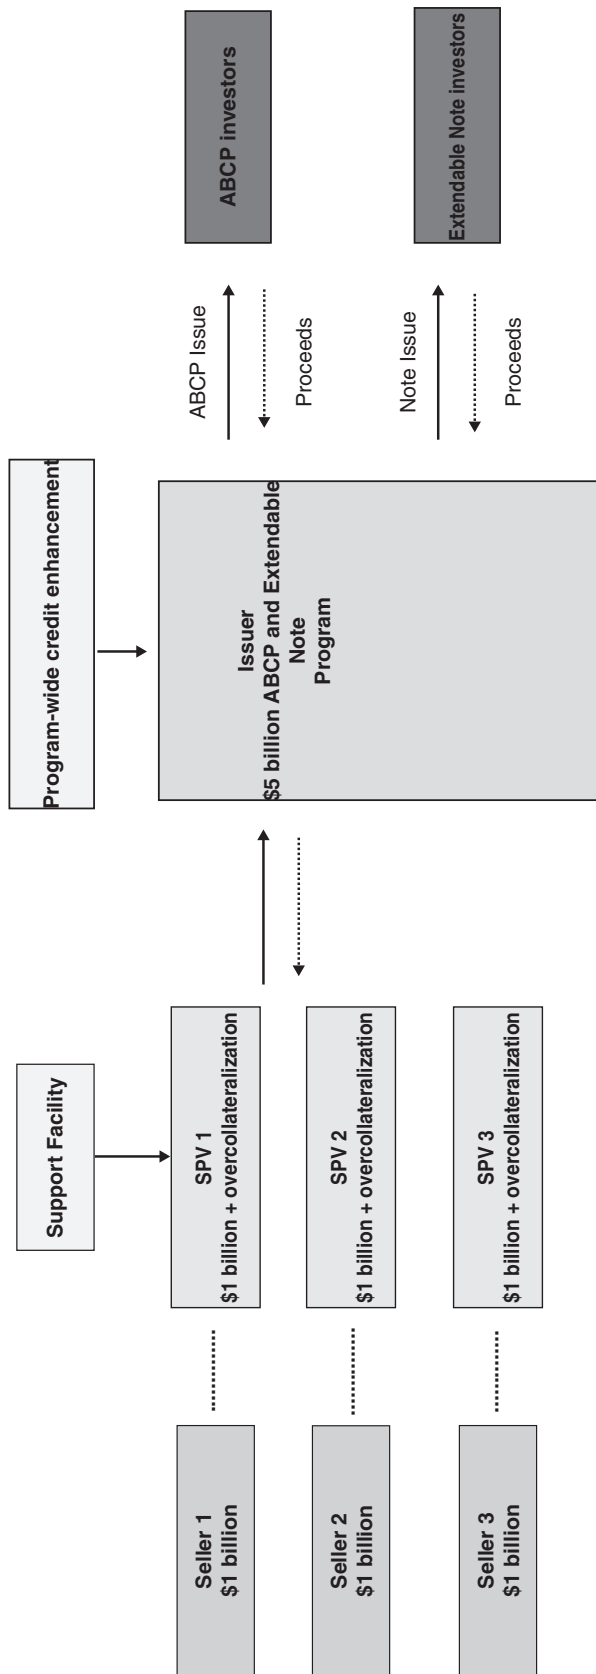 Seller 1
$1 billion
Seller 2
$1 billion
Seller 3
$1 billion
Support Facility
SPV 1
$1 billion + overcollateralization
SPV 2
$1 billion + overcollateralization
SPV 3
$1 billion + overcollateralization
Program-wide credit enhancement
Issuer
$5 billion ABCP and Extendable
Note
Program
ABCP Issue
Proceeds
Note Issue
Proceeds
ABCP investors
Extendable Note investors